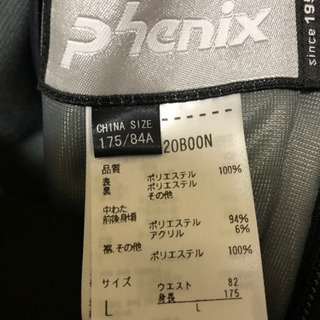 phenix
since 195
CHINA SIZE
175/84A
20B00N
品質
表 ポリエステル 100%
裏 ポリエステル
その他
中わた
前後身頃 ポリエステル 94%
アクリル 6%
裾、その他 ポリエステル 100%
サイズ ウエスト 82
身長 175
L L